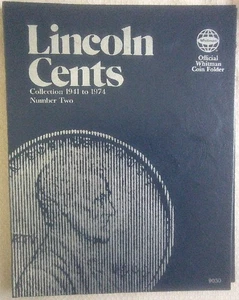 Lincoln
Cents
Collection 1941 to 1974
Number Two
Official
Whitman
Coin Folder